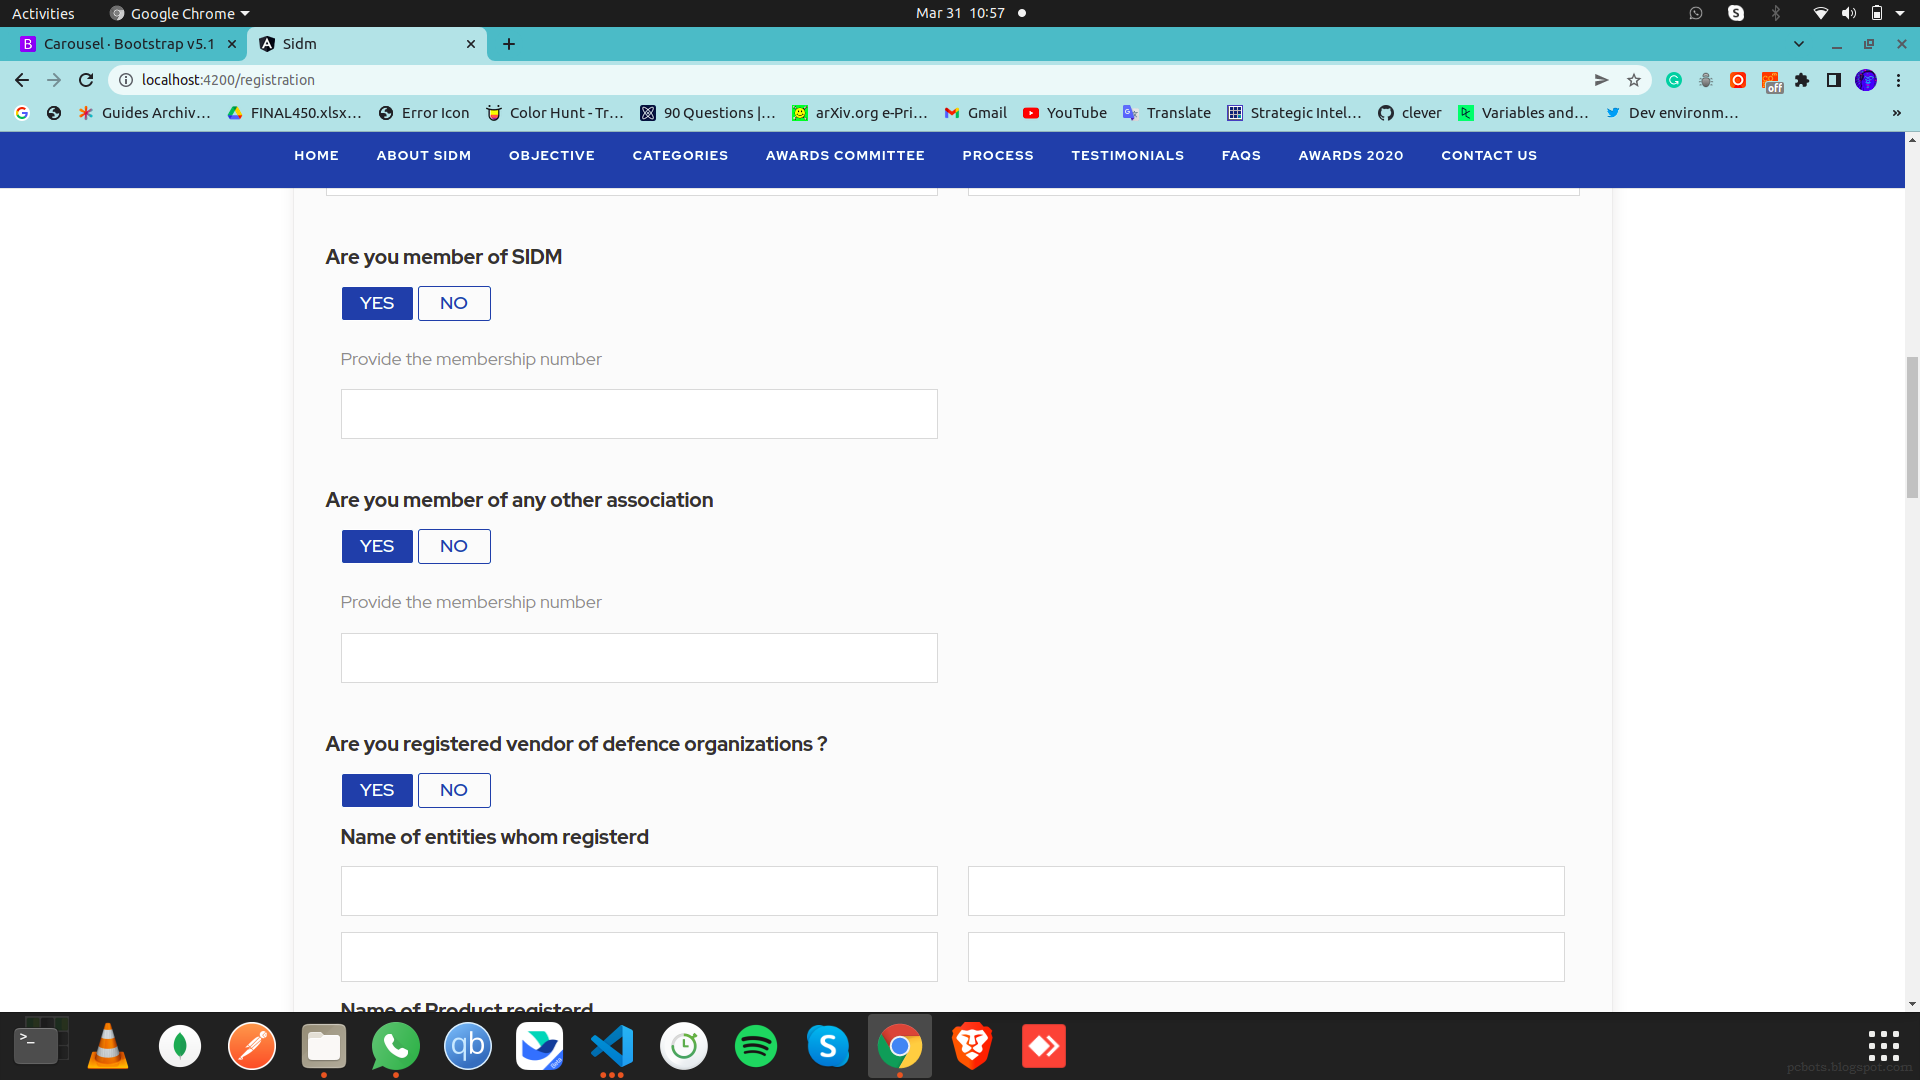 Activities Google Chrome Mar 31 10:57
Carousel · Bootstrap v5.1 Sidm
localhost:4200/registration
off
Guides Archiv... FINAL450.xlsx... Error Icon Color Hunt - Tr... 90 Questions |... arXiv.org e-Pri... Gmail YouTube Translate Strategic Intel... clever Variables and... Dev environm... »
HOME ABOUT SIDM OBJECTIVE CATEGORIES AWARDS COMMITTEE PROCESS TESTIMONIALS FAQS AWARDS 2020 CONTACT US
Are you member of SIDM
YES NO
Provide the membership number
Are you member of any other association
YES NO
Provide the membership number
Are you registered vendor of defence organizations ?
YES NO
Name of entities whom registerd
Name of Product registerd
pcbots.blogspot.com